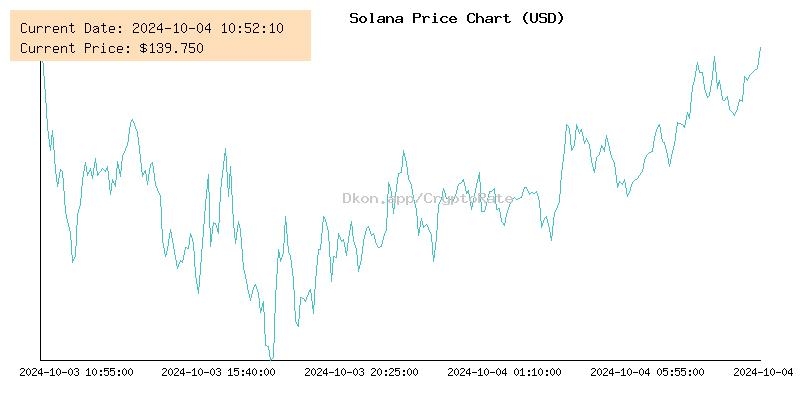 Solana Price Chart (USD)
Current Date: 2024-10-04 10:52:10
Current Price: $139.750
Dkon.app/CryptoRate
2024-10-03 10:55:00 2024-10-03 15:40:00 2024-10-03 20:25:00 2024-10-04 01:10:00 2024-10-04 05:55:00 2024-10-04